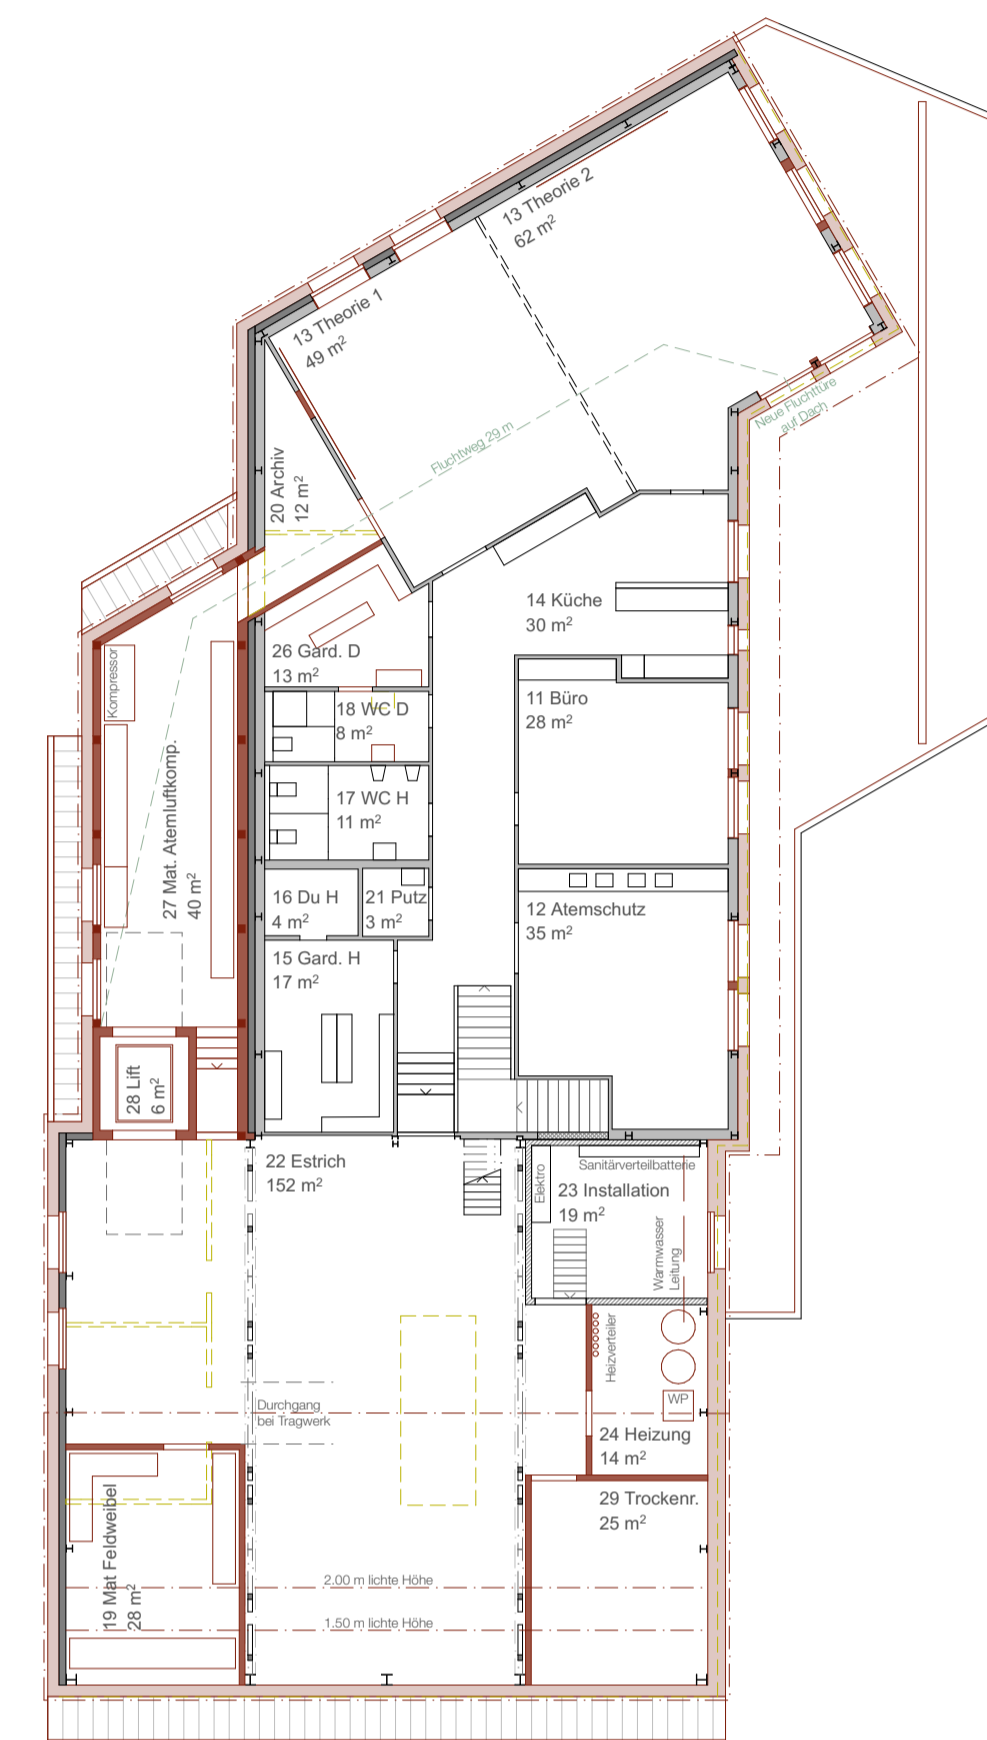 13 Theorie 2
62 m²
13 Theorie 1
49 m²
Neue Fluchttüre
auf Dach
Fluchtweg 29 m
20 Archiv
12 m²
14 Küche
30 m²
26 Gard. D
13 m²
Kompressor
18 WC D
8 m²
11 Büro
28 m²
27 Mat. Atemluftkomp.
40 m²
17 WC H
11 m²
16 Du H
4 m²
21 Putz
3 m²
12 Atemschutz
35 m²
15 Gard. H
17 m²
28 Lift
6 m²
22 Estrich
152 m²
Elektro
Sanitärverteilbatterie
23 Installation
19 m²
Warmwasser
Leitung
Heizverteiler
WP
Durchgang
bei Tragwerk
24 Heizung
14 m²
19 Mat Feldweibel
28 m²
29 Trockenr.
25 m²
2.00 m lichte Höhe
1.50 m lichte Höhe